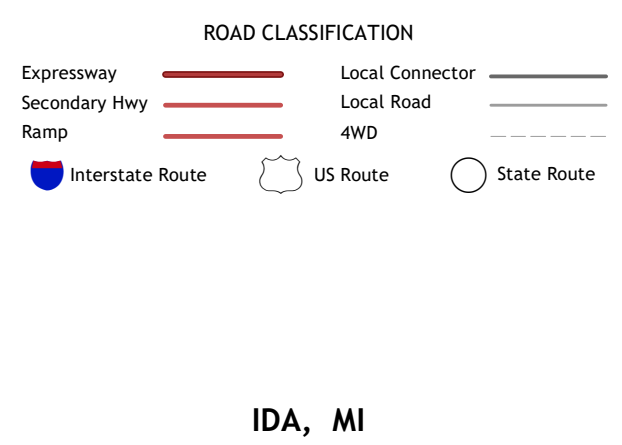 ROAD CLASSIFICATION
Expressway
Secondary Hwy
Ramp
Local Connector
Local Road
4WD
Interstate Route
US Route
State Route
IDA, MI